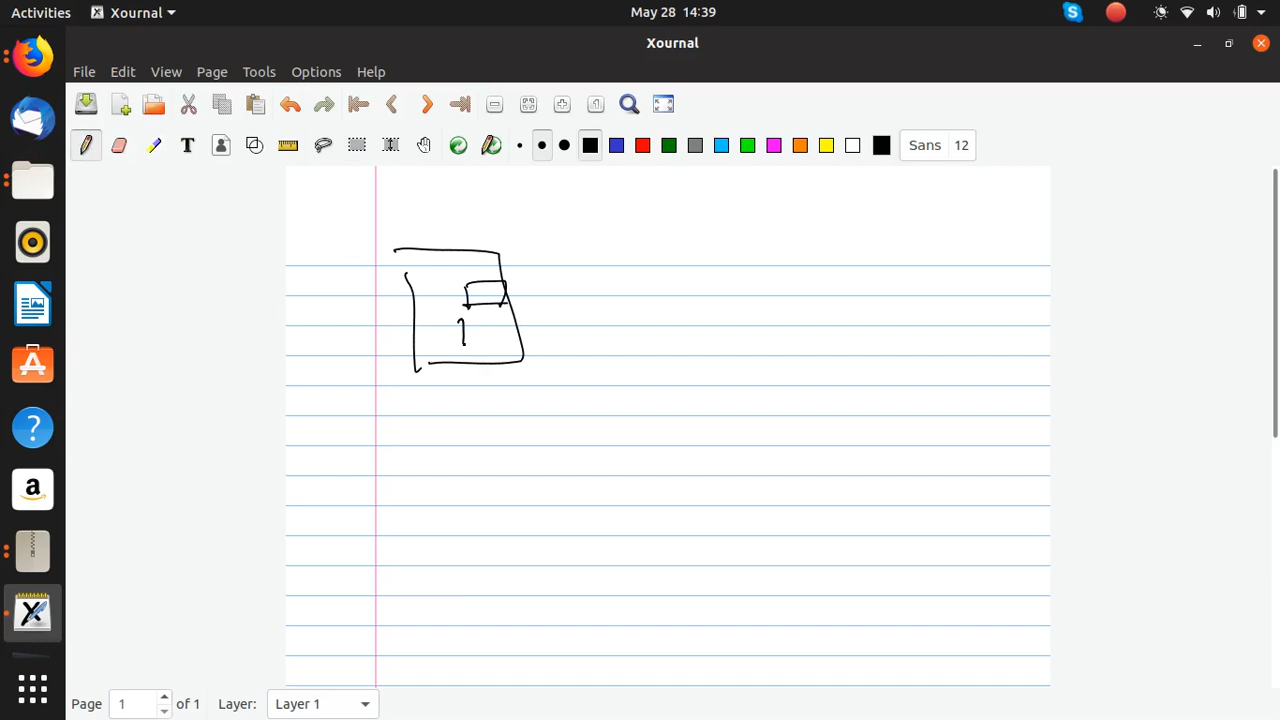 Activities Xournal May 28 14:39
Xournal
File Edit View Page Tools Options Help
T Sans 12
1
Page 1 of 1 Layer: Layer 1